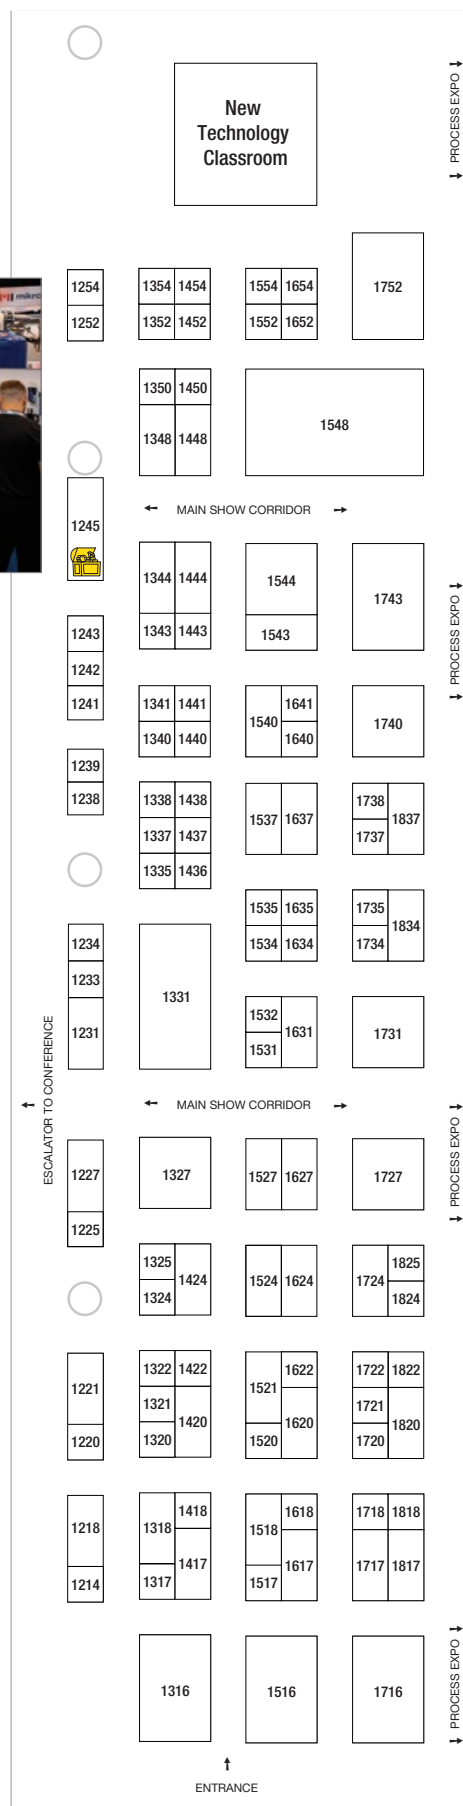 New
Technology
Classroom
PROCESS EXPO
1254 1354 1454 1554 1654 1752
1252 1352 1452 1552 1652
mikro
1350 1450
1348 1448 1548
MAIN SHOW CORRIDOR
1245
1344 1444 1544 1743
1243 1343 1443 1543
1242
1241 1341 1441 1540 1641 1740
1340 1440 1640
PROCESS EXPO
1239
1238 1338 1438 1537 1637 1738 1837
1337 1437 1737
1335 1436
1535 1635 1735 1834
1234 1534 1634 1734
1233 1331
1231 1532 1631 1731
1531
ESCALATOR TO CONFERENCE
MAIN SHOW CORRIDOR
PROCESS EXPO
1227 1327 1527 1627 1727
1225
1325 1424 1524 1624 1724 1825
1324 1824
1221 1322 1422 1521 1622 1722 1822
1321 1420 1620 1721 1820
1220 1320 1520 1720
1218 1318 1418 1518 1618 1718 1818
1417 1617 1717 1817
1214 1317 1517
1316 1516 1716
PROCESS EXPO
ENTRANCE